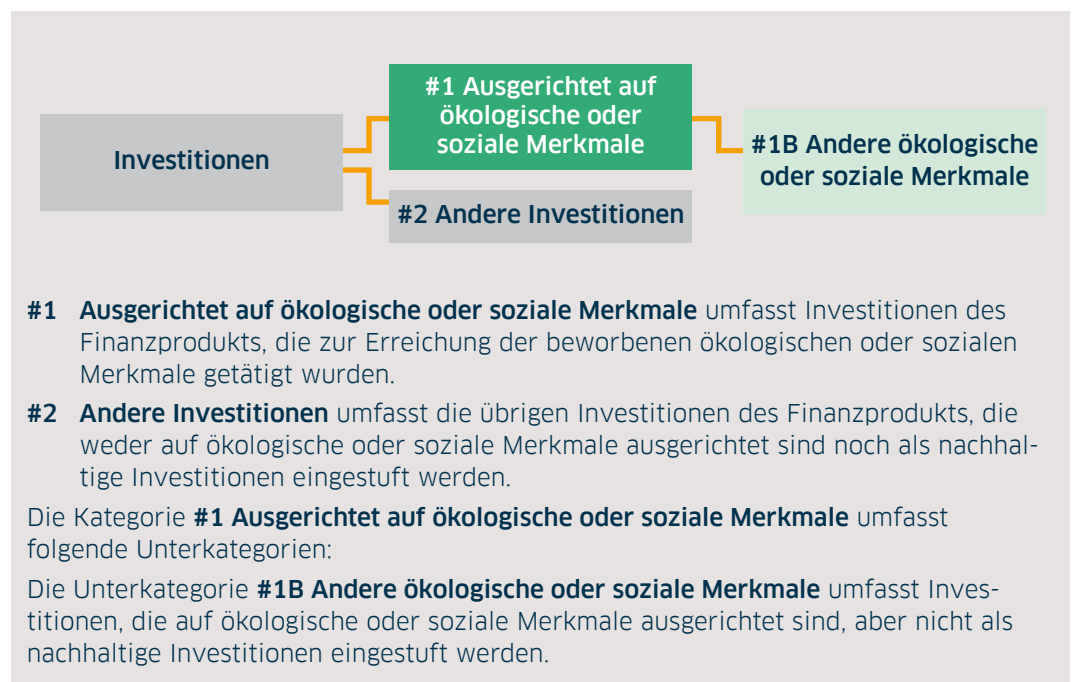 #1 Ausgerichtet auf
ökologische oder
soziale Merkmale
Investitionen
#1B Andere ökologische
oder soziale Merkmale
#2 Andere Investitionen
#1 Ausgerichtet auf ökologische oder soziale Merkmale umfasst Investitionen des
Finanzprodukts, die zur Erreichung der beworbenen ökologischen oder sozialen
Merkmale getätigt wurden.
#2 Andere Investitionen umfasst die übrigen Investitionen des Finanzprodukts, die
weder auf ökologische oder soziale Merkmale ausgerichtet sind noch als nachhal-
tige Investitionen eingestuft werden.
Die Kategorie #1 Ausgerichtet auf ökologische oder soziale Merkmale umfasst
folgende Unterkategorien:
Die Unterkategorie #1B Andere ökologische oder soziale Merkmale umfasst Inves-
titionen, die auf ökologische oder soziale Merkmale ausgerichtet sind, aber nicht als
nachhaltige Investitionen eingestuft werden.